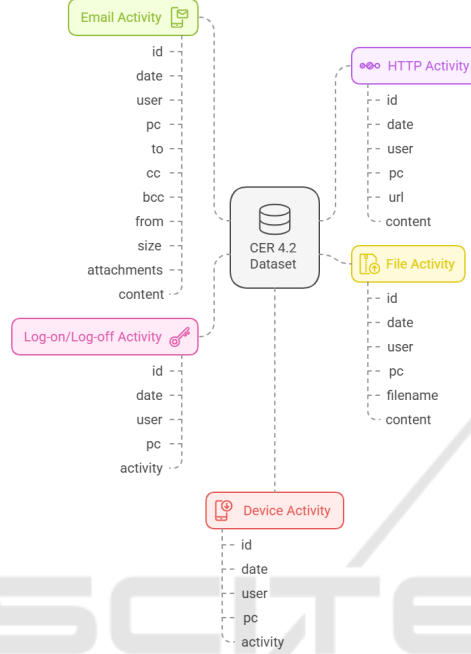 Email Activity
id
date
user
pc
to
cc
bcc
from
size
attachments
content
HTTP Activity
id
date
user
pc
url
content
CER 4.2
Dataset
File Activity
id
date
user
pc
filename
content
Log-on/Log-off Activity
id
date
user
pc
activity
Device Activity
id
date
user
pc
activity
SCITE